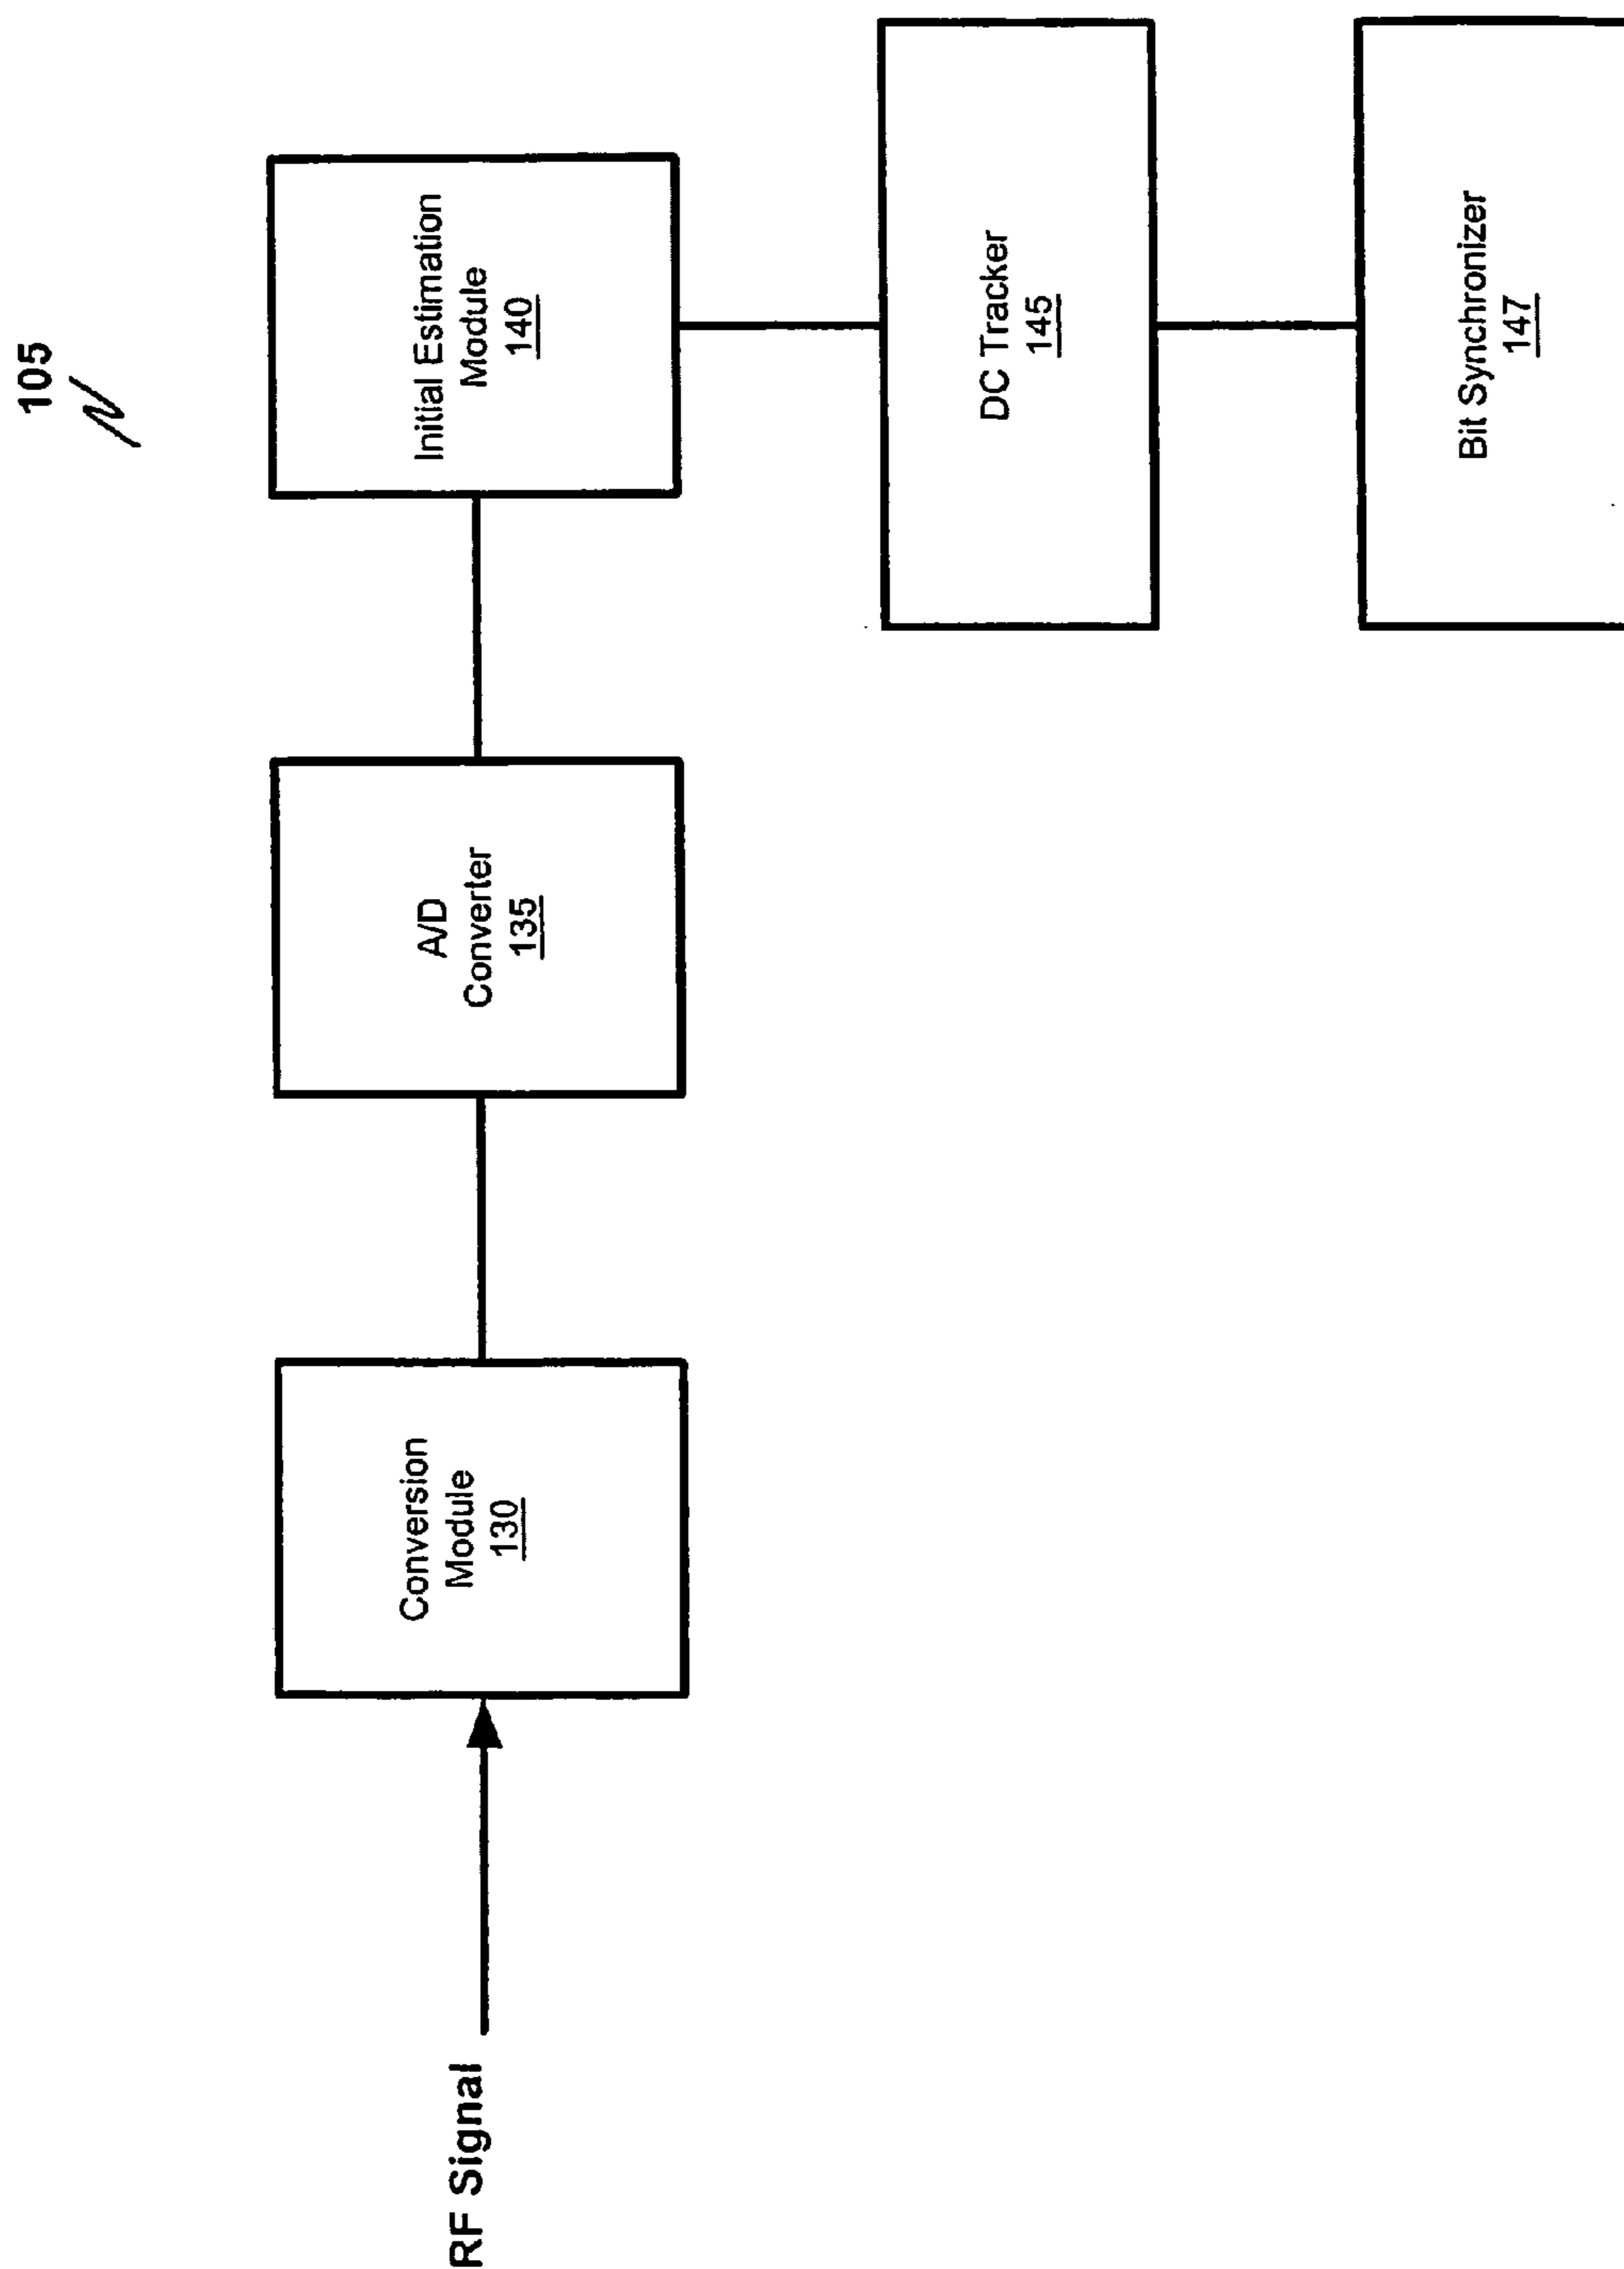 105
RF Signal
Conversion
Module
130
A/D
Converter
135
Initial Estimation
Module
140
DC Tracker
145
Bit Synchronizer
147